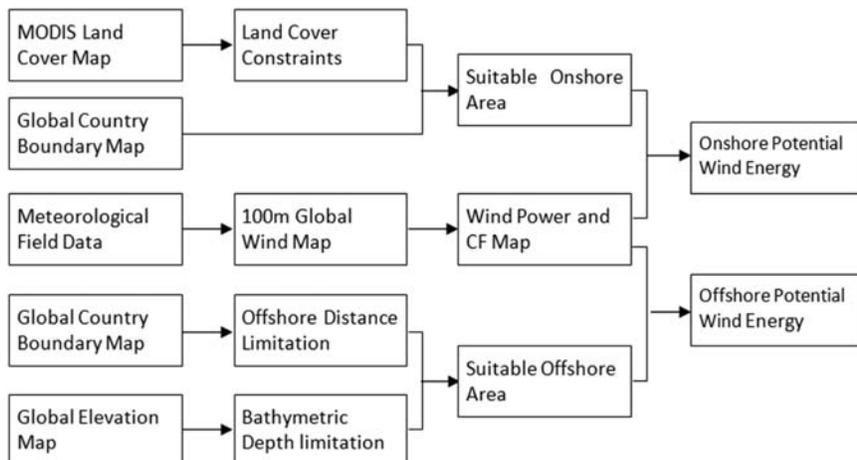 MODIS Land
Cover Map
Land Cover
Constraints
Suitable Onshore
Area
Global Country
Boundary Map
Onshore Potential
Wind Energy
Meteorological
Field Data
100m Global
Wind Map
Wind Power and
CF Map
Offshore Potential
Wind Energy
Global Country
Boundary Map
Offshore Distance
Limitation
Suitable Offshore
Area
Global Elevation
Map
Bathymetric
Depth limitation